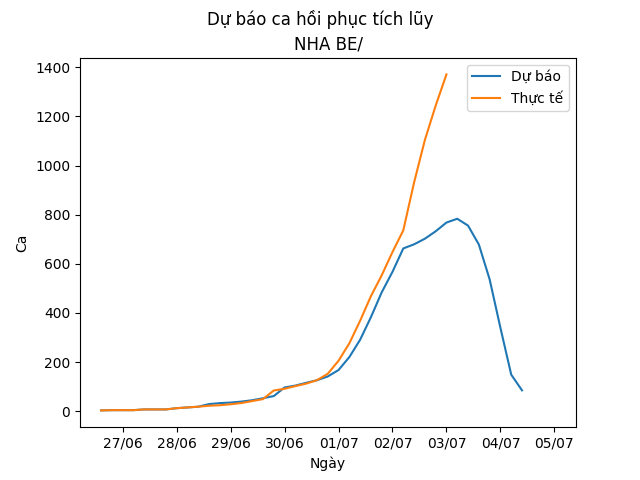 Dự báo ca hồi phục tích lũy
NHA BE/
Dự báo
Thực tế
1400
1200
1000
800
600
400
200
0
Ca
27/06 28/06 29/06 30/06 01/07 02/07 03/07 04/07 05/07
Ngày